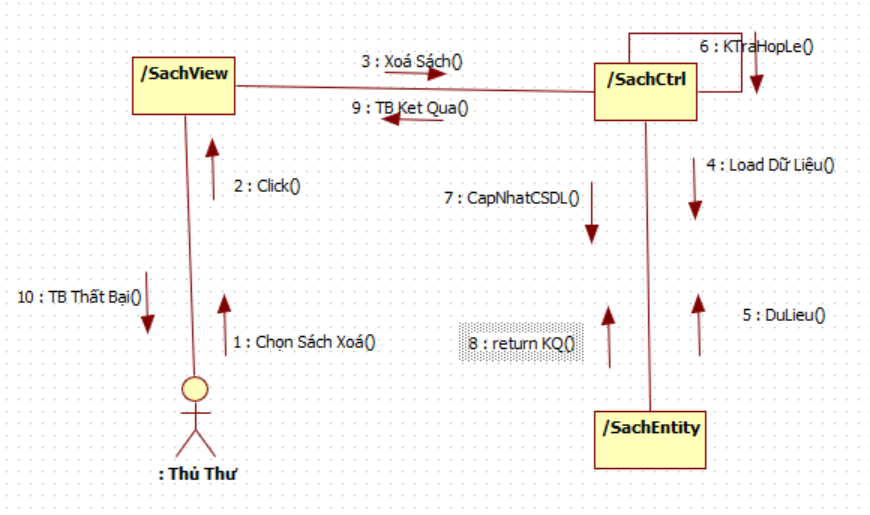 6 : KTraHopLe()
3 : Xoá Sách()
/SachView
/SachCtrl
9 : TB Ket Qua()
4 : Load Dữ Liệu()
2 : Click()
7 : CapNhatCSDL()
10 : TB Thất Bại()
5 : DuLieu()
1 : Chọn Sách Xoá()
8 : return KQ()
/SachEntity
: Thủ Thư